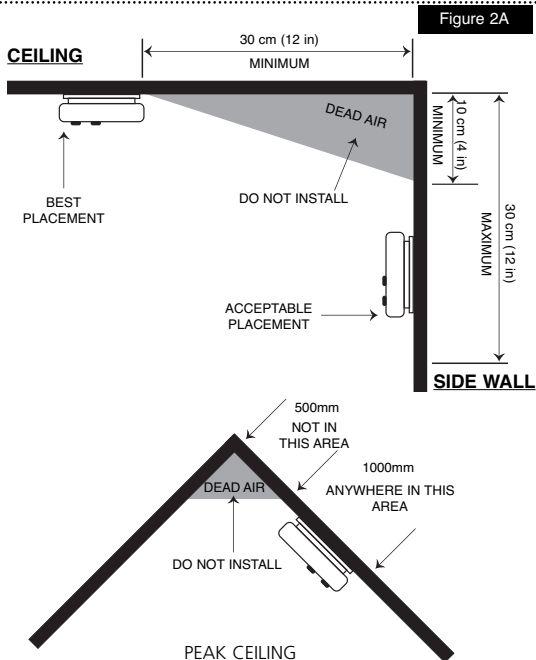 Figure 2A
CEILING
30 cm (12 in)
MINIMUM
DEAD AIR
10 cm (4 in)
MINIMUM
BEST
PLACEMENT
DO NOT INSTALL
30 cm (12 in)
MAXIMUM
ACCEPTABLE
PLACEMENT
SIDE WALL
500mm
NOT IN
THIS AREA
1000mm
ANYWHERE IN THIS
AREA
DEAD AIR
DO NOT INSTALL
PEAK CEILING